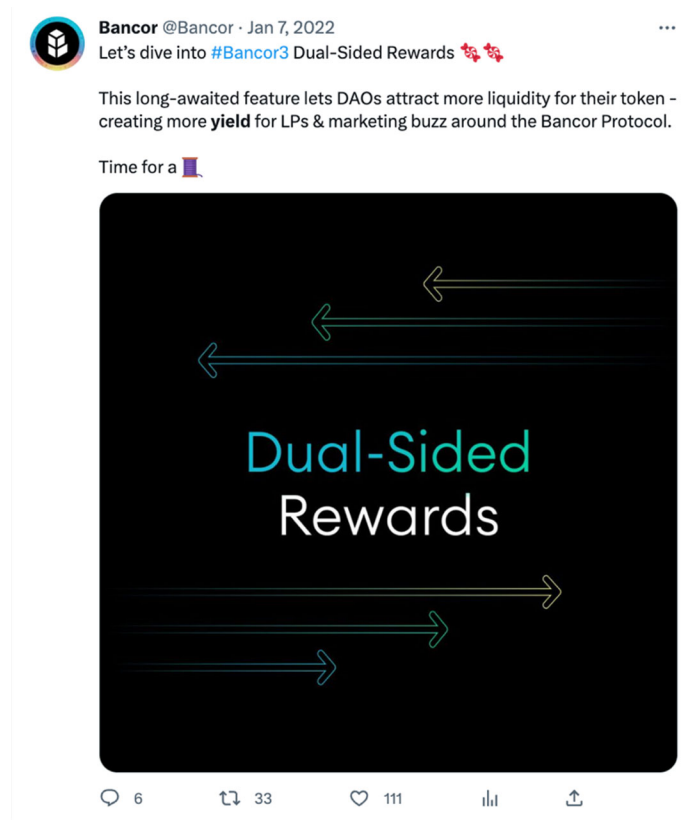 Bancor @Bancor · Jan 7, 2022
Let's dive into #Bancor3 Dual-Sided Rewards 🧬 🧬
This long-awaited feature lets DAOs attract more liquidity for their token -
creating more yield for LPs & marketing buzz around the Bancor Protocol.
Time for a 🧵
Dual-Sided
Rewards
6 33 111